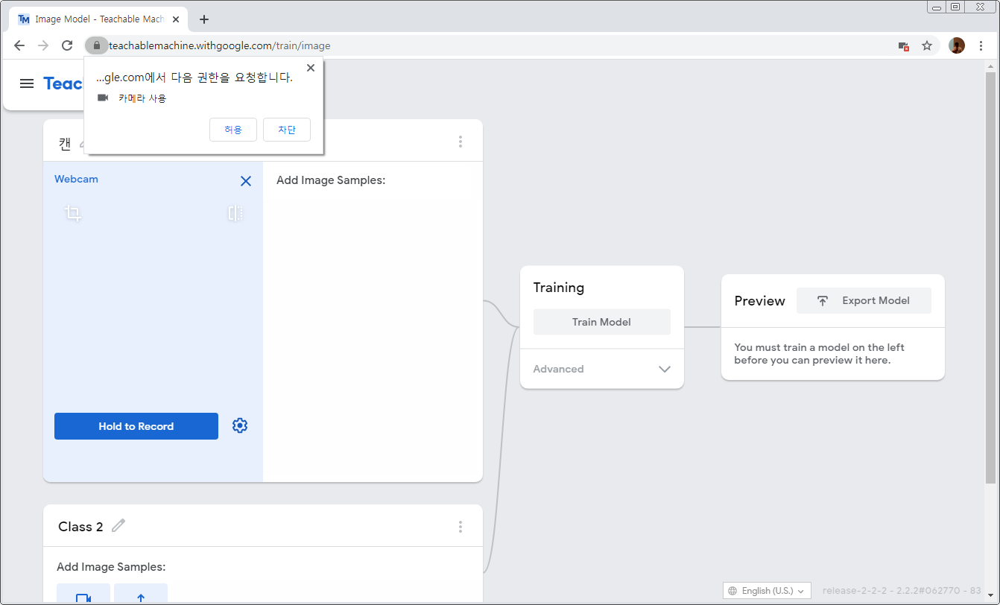 Image Model - Teachable Mach
teachablemachine.withgoogle.com/train/image
Teac
...gle.com에서 다음 권한을 요청합니다.
카메라 사용
허용 차단
캔
Webcam
Add Image Samples:
Hold to Record
Training
Train Model
Advanced
Preview
Export Model
You must train a model on the left
before you can preview it here.
Class 2
Add Image Samples:
English (U.S.)
release-2-2-2 - 2.2.2#062770 - 83